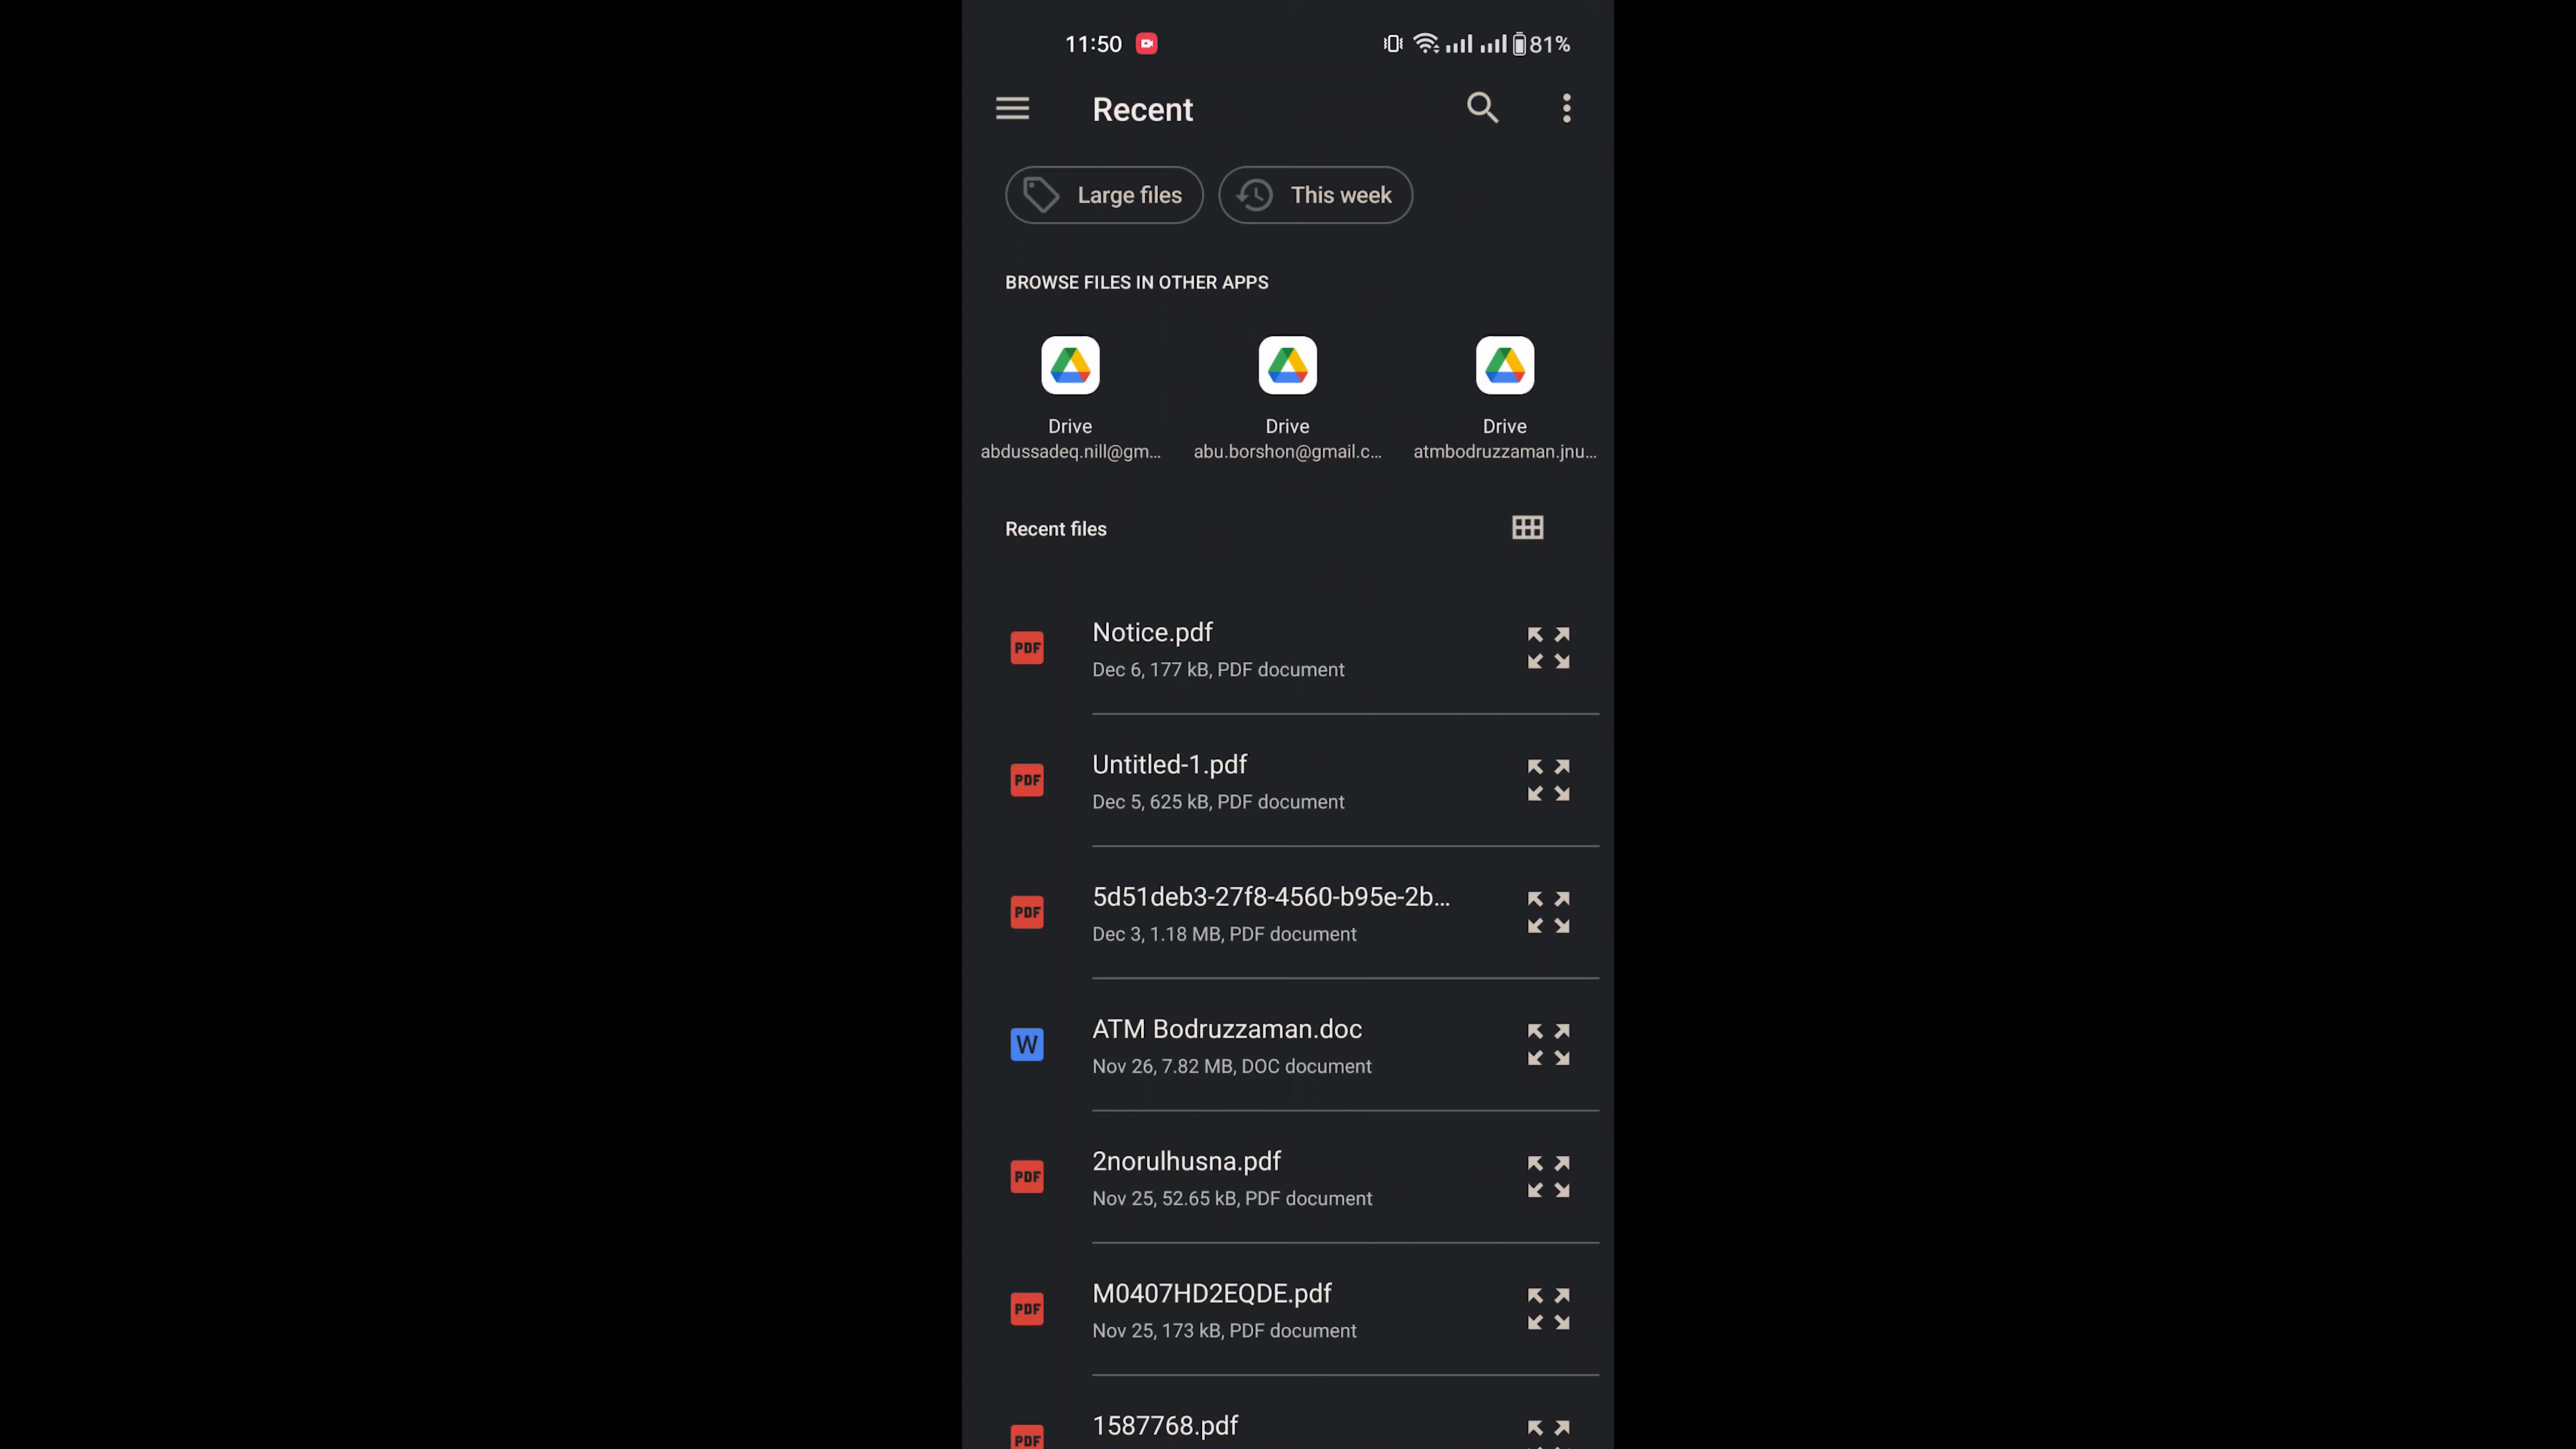 11:50
81%
Recent
Large files
This week
BROWSE FILES IN OTHER APPS
Drive
abdussadeq.nill@gm...
Drive
abu.borshon@gmail.c...
Drive
atmbodruzzaman.jnu...
Recent files
PDF
Notice.pdf
Dec 6, 177 kB, PDF document
PDF
Untitled-1.pdf
Dec 5, 625 kB, PDF document
PDF
5d51deb3-27f8-4560-b95e-2b...
Dec 3, 1.18 MB, PDF document
W
ATM Bodruzzaman.doc
Nov 26, 7.82 MB, DOC document
PDF
2norulhusna.pdf
Nov 25, 52.65 kB, PDF document
PDF
M0407HD2EQDE.pdf
Nov 25, 173 kB, PDF document
PDF
1587768.pdf